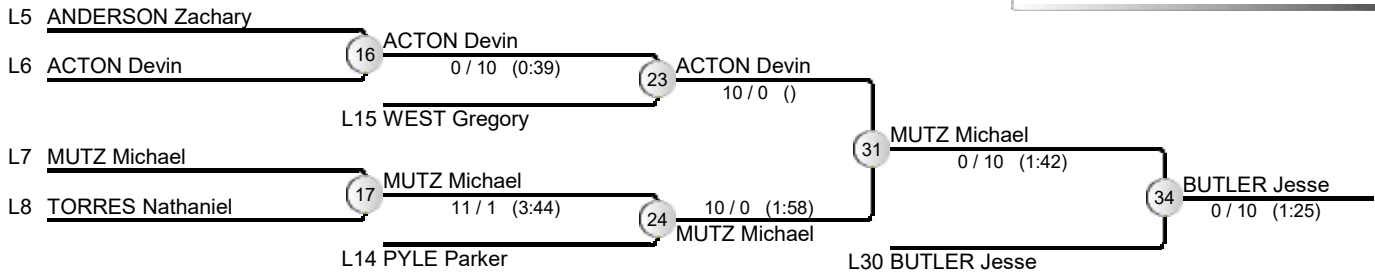 L5 ANDERSON Zachary
16
ACTON Devin
0 / 10 (0:39)
L6 ACTON Devin
23
ACTON Devin
10 / 0 ()
L15 WEST Gregory
31
MUTZ Michael
0 / 10 (1:42)
L7 MUTZ Michael
17
MUTZ Michael
11 / 1 (3:44)
L8 TORRES Nathaniel
24
10 / 0 (1:58)
MUTZ Michael
L14 PYLE Parker
34
BUTLER Jesse
0 / 10 (1:25)
L30 BUTLER Jesse